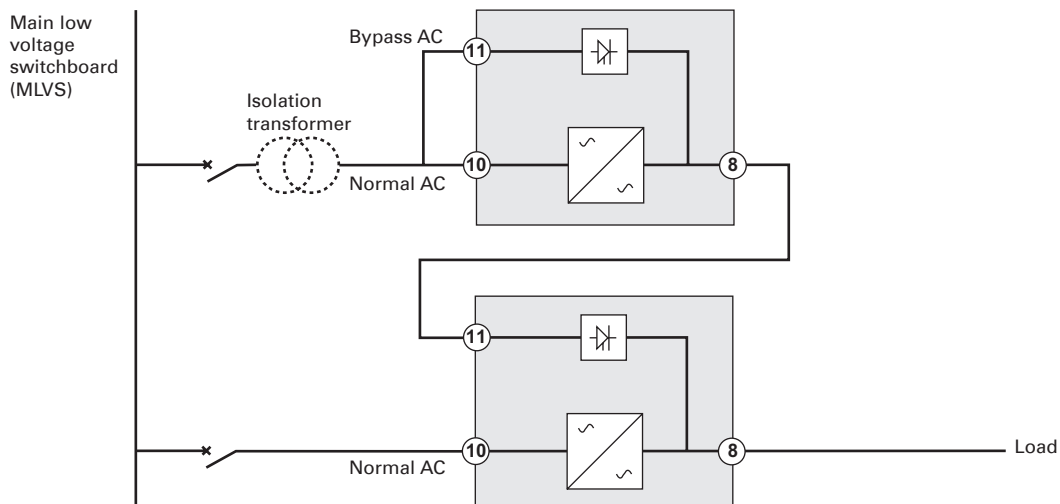 Main low
voltage
switchboard
(MLVS)
Bypass AC
11
Isolation
transformer
10
8
Normal AC
11
10
8
Load
Normal AC